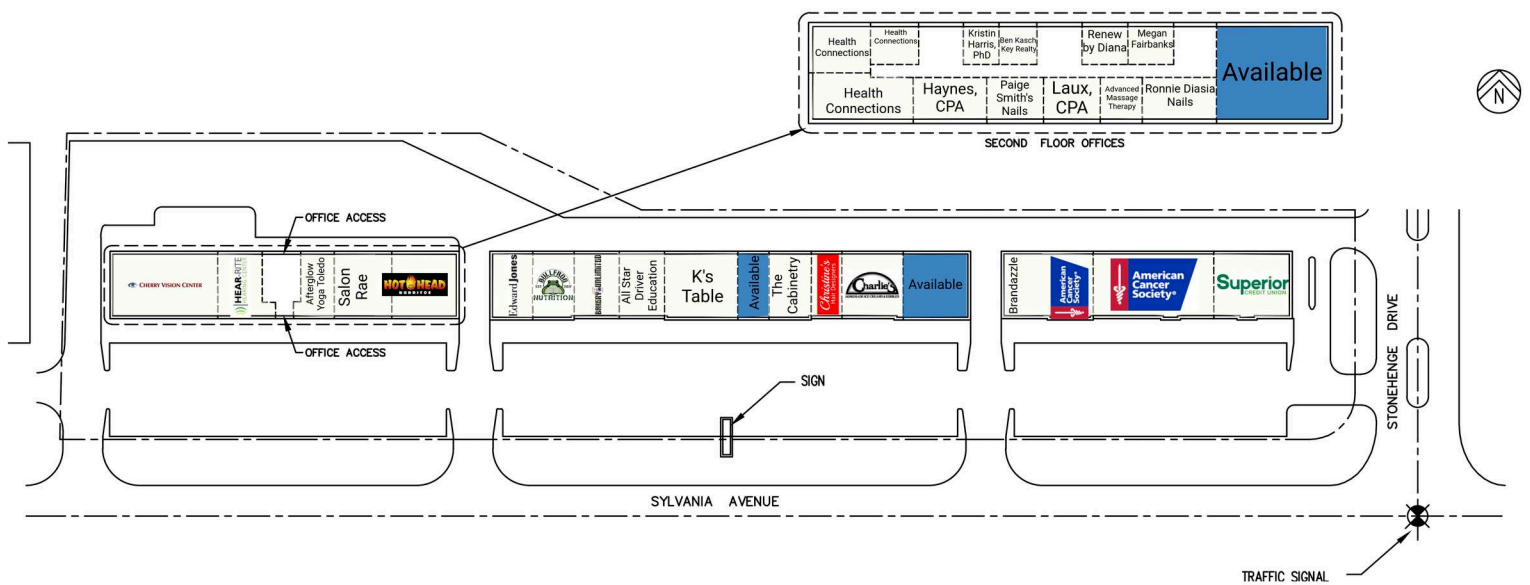 Health
Connections
Health
Connections
Kristin
Harris,
PhD
Ben Kasch
Key Realty
Renew
by Diana
Megan
Fairbanks
Available
Health
Connections
Haynes,
CPA
Paige
Smith's
Nails
Laux,
CPA
Advanced
Massage
Therapy
Ronnie Diasia
Nails
SECOND FLOOR OFFICES
N
OFFICE ACCESS
CHERRY VISION CENTER
HEAR-RITE
Afterglow
Yoga Toledo
Salon
Rae
HOT HEAD
BURRITOS
OFFICE ACCESS
Edward Jones
BULLFROG
NUTRITION
All Star
Driver
Education
K's
Table
Available
The
Cabinetry
Christine's
Hair Designers
Charlie's
Available
Brandazzle
American
Cancer
Society®
American
Cancer
Society®
Superior
CREDIT UNION
SIGN
STONEHENGE DRIVE
SYLVANIA AVENUE
TRAFFIC SIGNAL